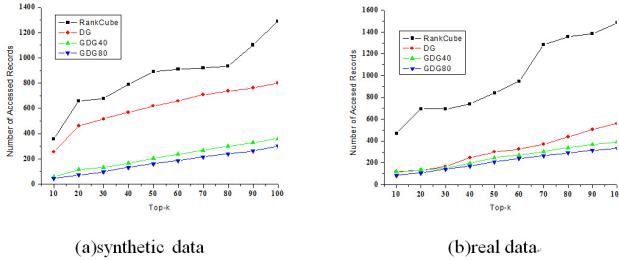 RankCube
DG
GDG40
GDG80
Number of Accesed Records
1400
1200
1000
800
600
400
200
0
10 20 30 40 50 60 70 80 90 100
Top-k
(a)synthetic data
RankCube
DG
GDG40
GDG80
Number of Accessed Records
1600
1400
1200
1000
800
600
400
200
0
10 20 30 40 50 60 70 80 90 100
Top-k
(b)real data